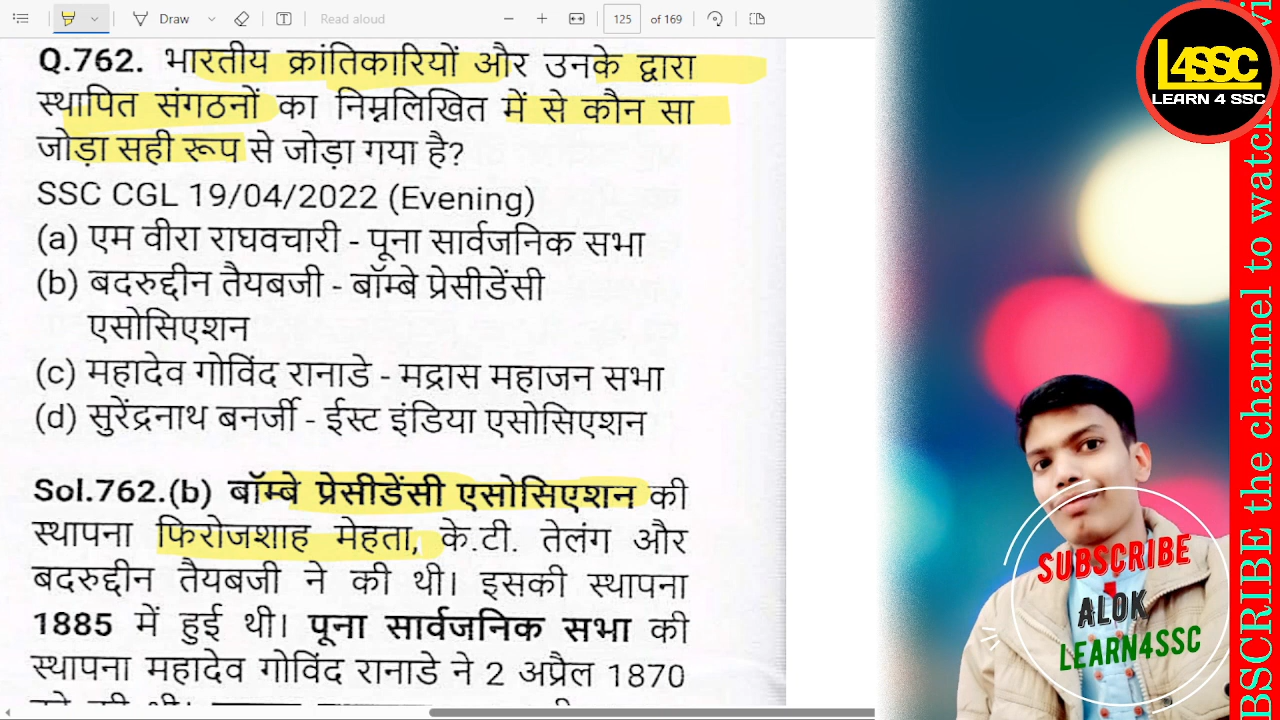 Draw
Read aloud
125 of 169
Q.762. भारतीय क्रांतिकारियों और उनके द्वारा
स्थापित संगठनों का निम्नलिखित में से कौन सा
जोड़ा सही रूप से जोड़ा गया है?
SSC CGL 19/04/2022 (Evening)
(a) एम वीरा राघवचारी - पूना सार्वजनिक सभा
(b) बदरुद्दीन तैयबजी - बॉम्बे प्रेसीडेंसी
एसोसिएशन
(c) महादेव गोविंद रानाडे - मद्रास महाजन सभा
(d) सुरेंद्रनाथ बनर्जी - ईस्ट इंडिया एसोसिएशन
Sol.762.(b) बॉम्बे प्रेसीडेंसी एसोसिएशन की
स्थापना फिरोजशाह मेहता, के.टी. तेलंग और
बदरुद्दीन तैयबजी ने की थी। इसकी स्थापना
1885 में हुई थी। पूना सार्वजनिक सभा की
स्थापना महादेव गोविंद रानाडे ने 2 अप्रैल 1870
L4SSC
LEARN 4 SSC
SUBSCRIBE
ALOK
LEARN4SSC
BSCRIBE the channel to watch